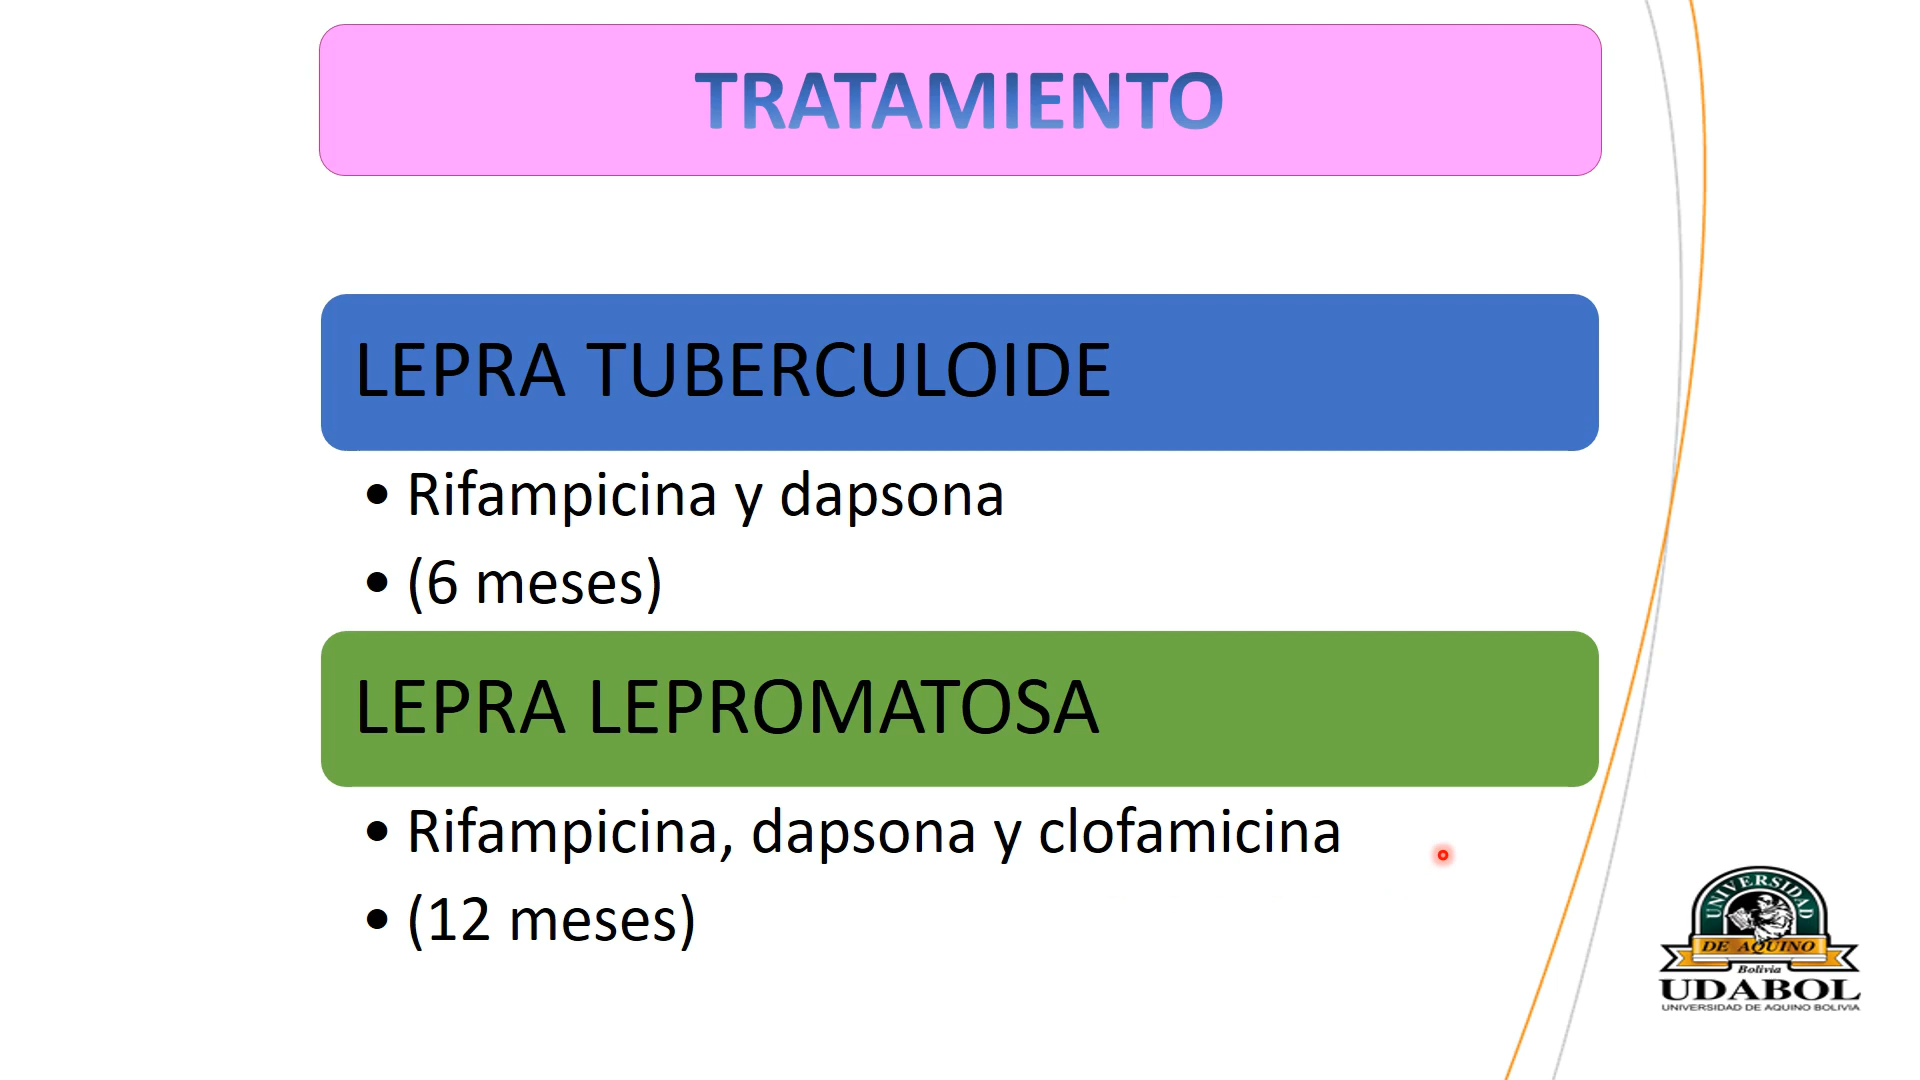 TRATAMIENTO
LEPRA TUBERCULOIDE
• Rifampicina y dapsona
• (6 meses)
LEPRA LEPROMATOSA
• Rifampicina, dapsona y clofamicina
• (12 meses)
UNIVERSIDAD
DE AQUINO
Bolivia
UDABOL
UNIVERSIDAD DE AQUINO BOLIVIA